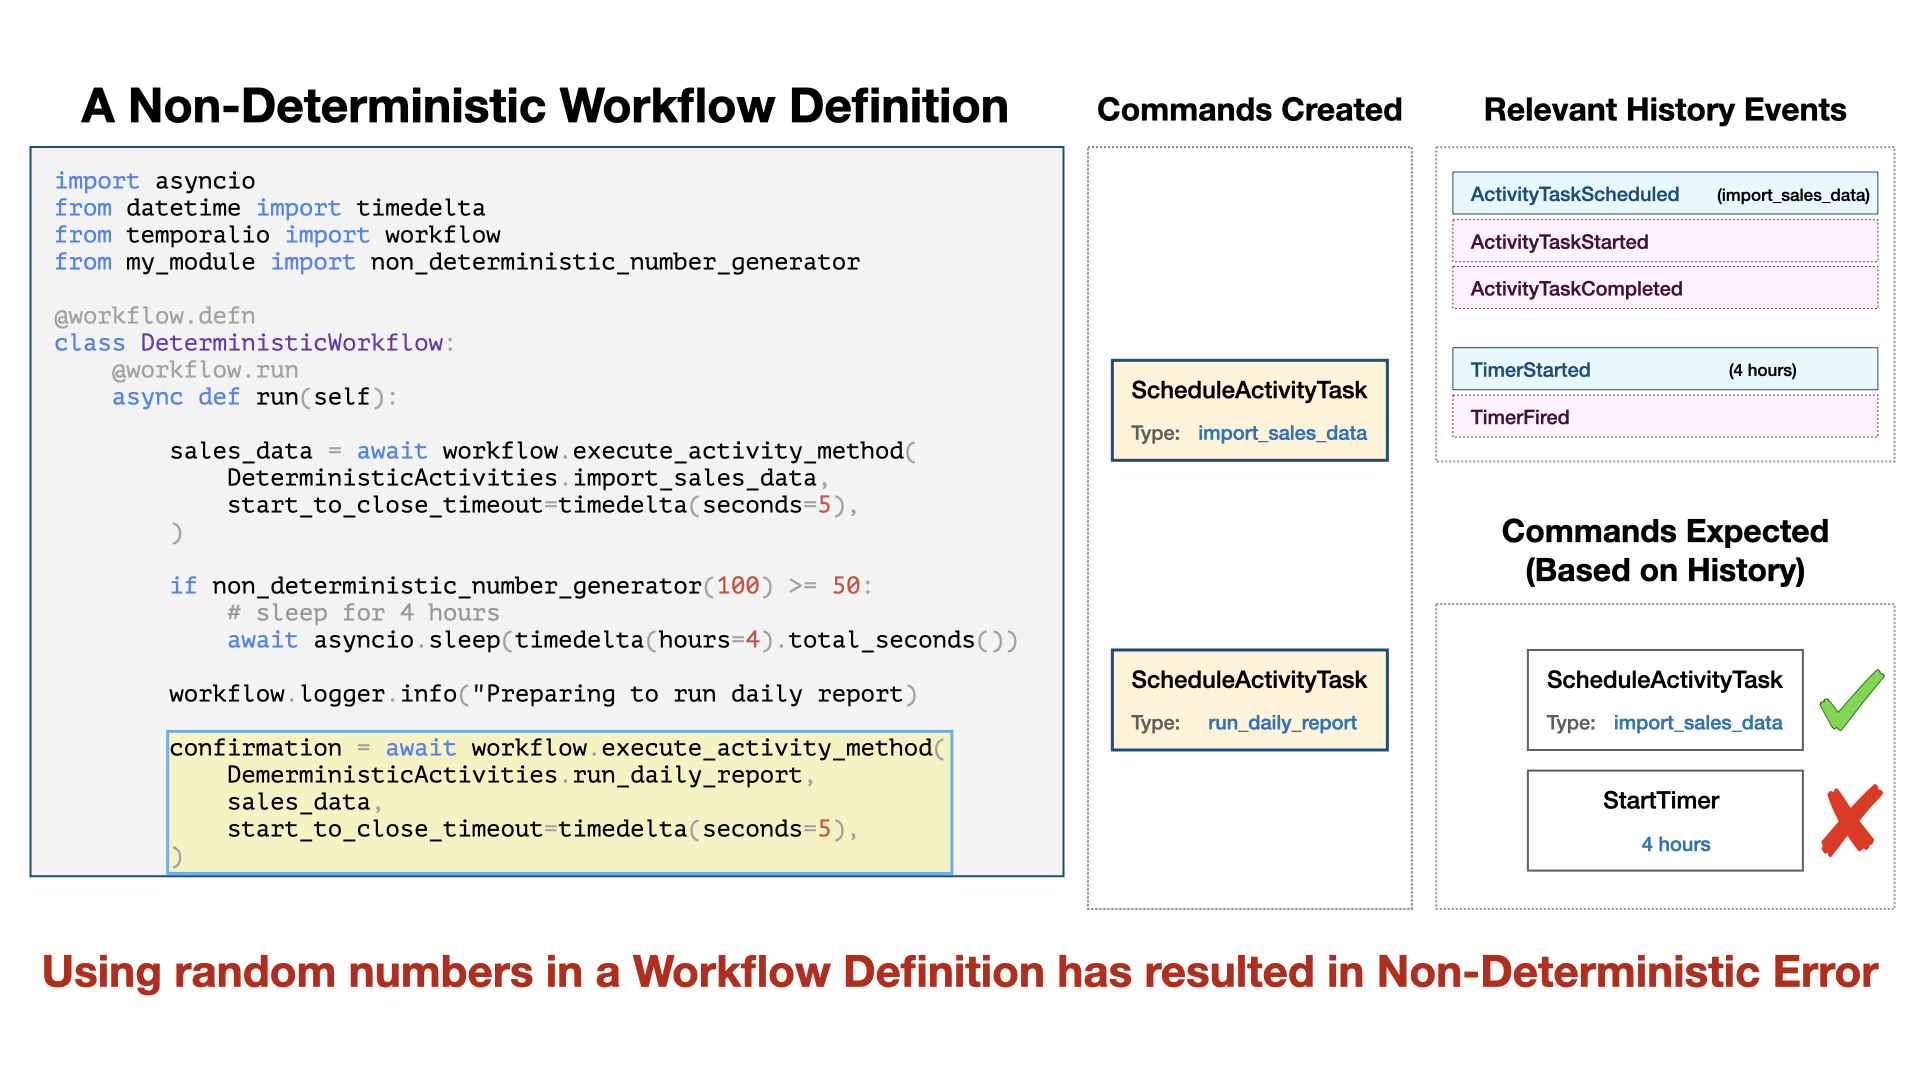 A Non-Deterministic Workflow Definition
import asyncio
from datetime import timedelta
from temporalio import workflow
from my_module import non_deterministic_number_generator
@workflow.defn
class DeterministicWorkflow:
@workflow.run
async def run(self):
sales_data = await workflow.execute_activity_method(
DeterministicActivities.import_sales_data,
start_to_close_timeout=timedelta(seconds=5),
)
if non_deterministic_number_generator(100) >= 50:
# sleep for 4 hours
await asyncio.sleep(timedelta(hours=4).total_seconds())
workflow.logger.info("Preparing to run daily report)
confirmation = await workflow.execute_activity_method(
DemerministicActivities.run_daily_report,
sales_data,
start_to_close_timeout=timedelta(seconds=5),
)
Commands Created
ScheduleActivityTask
Type: import_sales_data
ScheduleActivityTask
Type: run_daily_report
Relevant History Events
ActivityTaskScheduled (import_sales_data)
ActivityTaskStarted
ActivityTaskCompleted
TimerStarted (4 hours)
TimerFired
Commands Expected
(Based on History)
ScheduleActivityTask
Type: import_sales_data
StartTimer
4 hours
Using random numbers in a Workflow Definition has resulted in Non-Deterministic Error